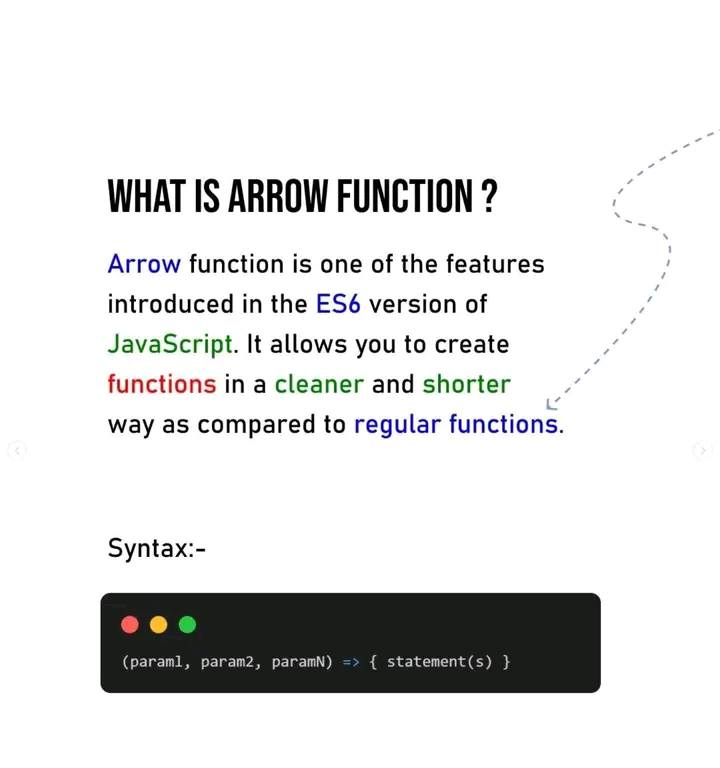 WHAT IS ARROW FUNCTION ?
Arrow function is one of the features
introduced in the ES6 version of
JavaScript. It allows you to create
functions in a cleaner and shorter
way as compared to regular functions.
Syntax:-
(param1, param2, paramN) => { statement(s) }